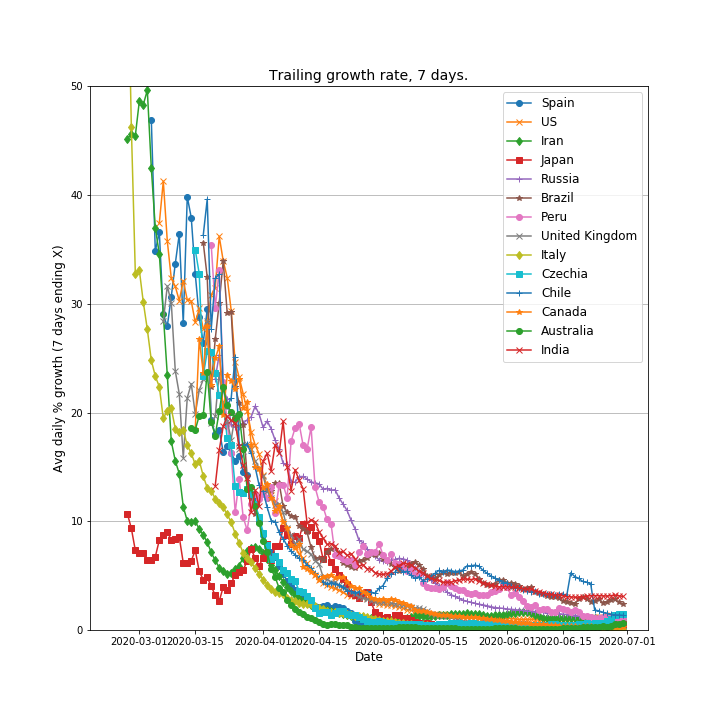 Trailing growth rate, 7 days.
Avg daily % growth (7 days ending X)
50
40
30
20
10
0
Spain
US
Iran
Japan
Russia
Brazil
Peru
United Kingdom
Italy
Czechia
Chile
Canada
Australia
India
2020-03-01 2020-03-15 2020-04-01 2020-04-15 2020-05-01 2020-05-15 2020-06-01 2020-06-15 2020-07-01
Date